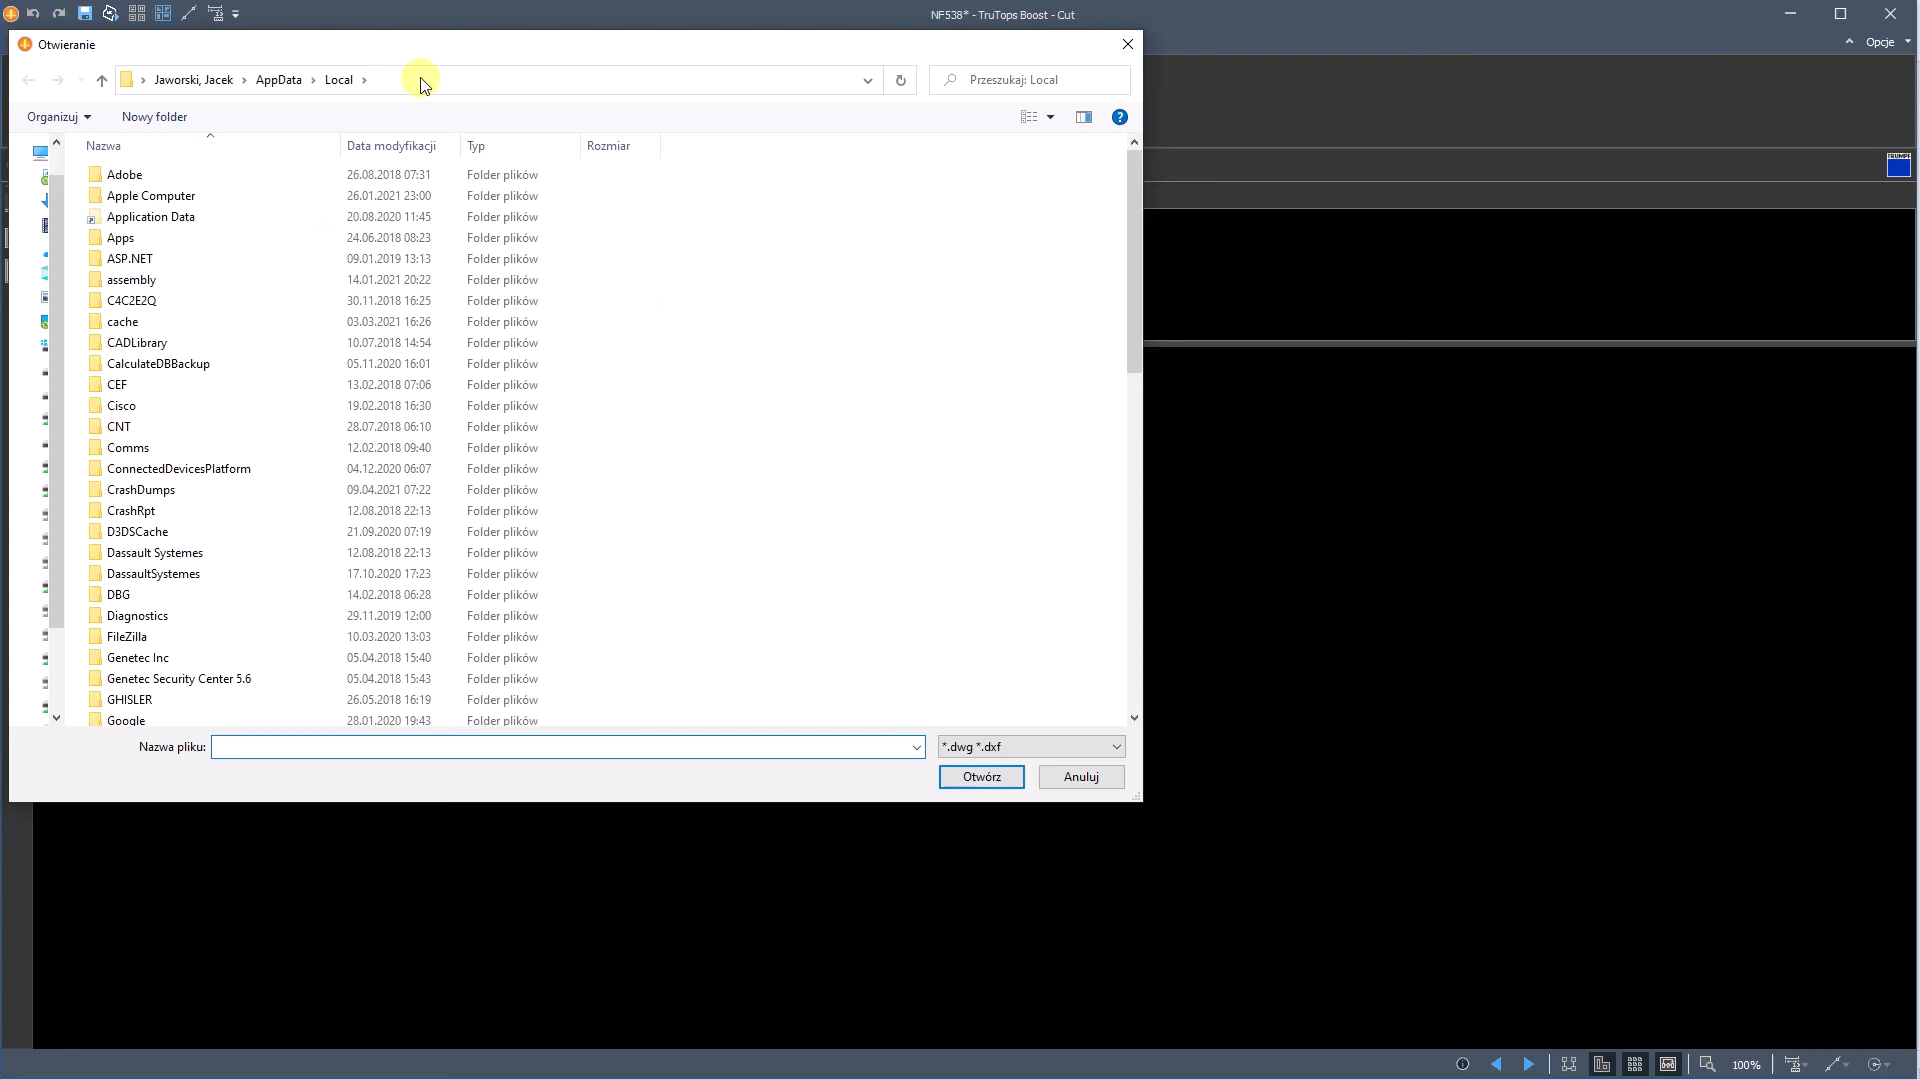 NF538* - TruTops Boost - Cut
Opcje
Otwieranie
Jaworski, Jacek > AppData > Local >
Przeszukaj: Local
Organizuj
Nowy folder
Nazwa Data modyfikacji Typ Rozmiar
Adobe 26.08.2018 07:31 Folder plików
Apple Computer 26.01.2021 23:00 Folder plików
Application Data 20.08.2020 11:45 Folder plików
Apps 24.06.2018 08:23 Folder plików
ASP.NET 09.01.2019 13:13 Folder plików
assembly 14.01.2021 20:22 Folder plików
C4C2E2Q 30.11.2018 16:25 Folder plików
cache 03.03.2021 16:26 Folder plików
CADLibrary 10.07.2018 14:54 Folder plików
CalculateDBBackup 05.11.2020 16:01 Folder plików
CEF 13.02.2018 07:06 Folder plików
Cisco 19.02.2018 16:30 Folder plików
CNT 28.07.2018 06:10 Folder plików
Comms 12.02.2018 09:40 Folder plików
ConnectedDevicesPlatform 04.12.2020 06:07 Folder plików
CrashDumps 09.04.2021 07:22 Folder plików
CrashRpt 12.08.2018 22:13 Folder plików
D3DSCache 21.09.2020 07:19 Folder plików
Dassault Systemes 12.08.2018 22:13 Folder plików
DassaultSystemes 17.10.2020 17:23 Folder plików
DBG 14.02.2018 06:28 Folder plików
Diagnostics 29.11.2019 12:00 Folder plików
FileZilla 10.03.2020 13:03 Folder plików
Genetec Inc 05.04.2018 15:40 Folder plików
Genetec Security Center 5.6 05.04.2018 15:43 Folder plików
GHISLER 26.05.2018 16:19 Folder plików
Google 28.01.2020 19:43 Folder plików
Nazwa pliku:
*.dwg *.dxf
Otwórz
Anuluj
TRUMPF
100%